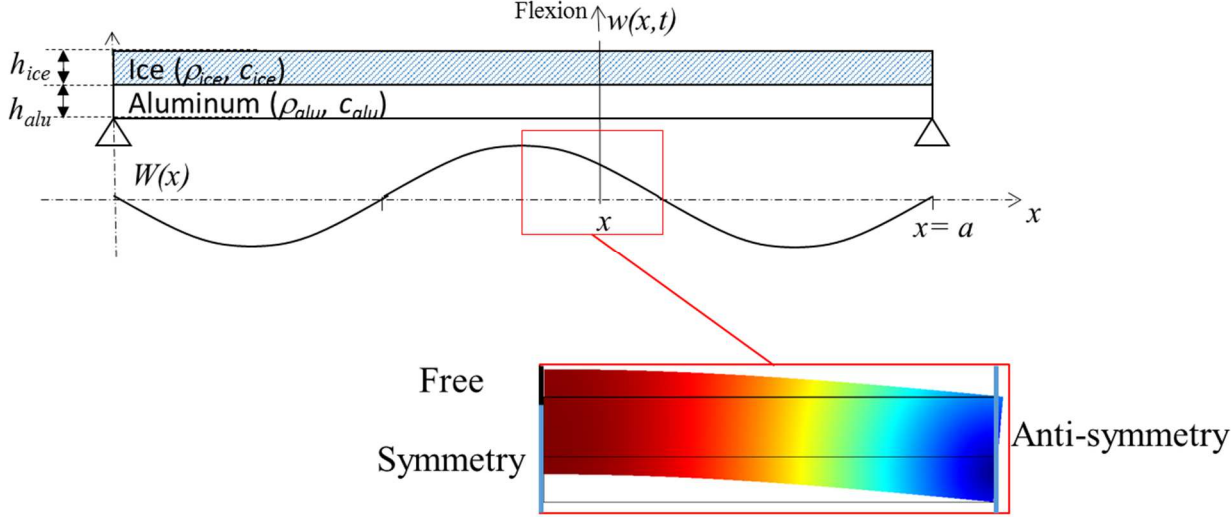 Flexion w(x,t)
h_ice
Ice (ρ_ice, c_ice)
h_alu
Aluminum (ρ_alu, c_alu)
W(x)
x
x
x= a
Free
Symmetry
Anti-symmetry